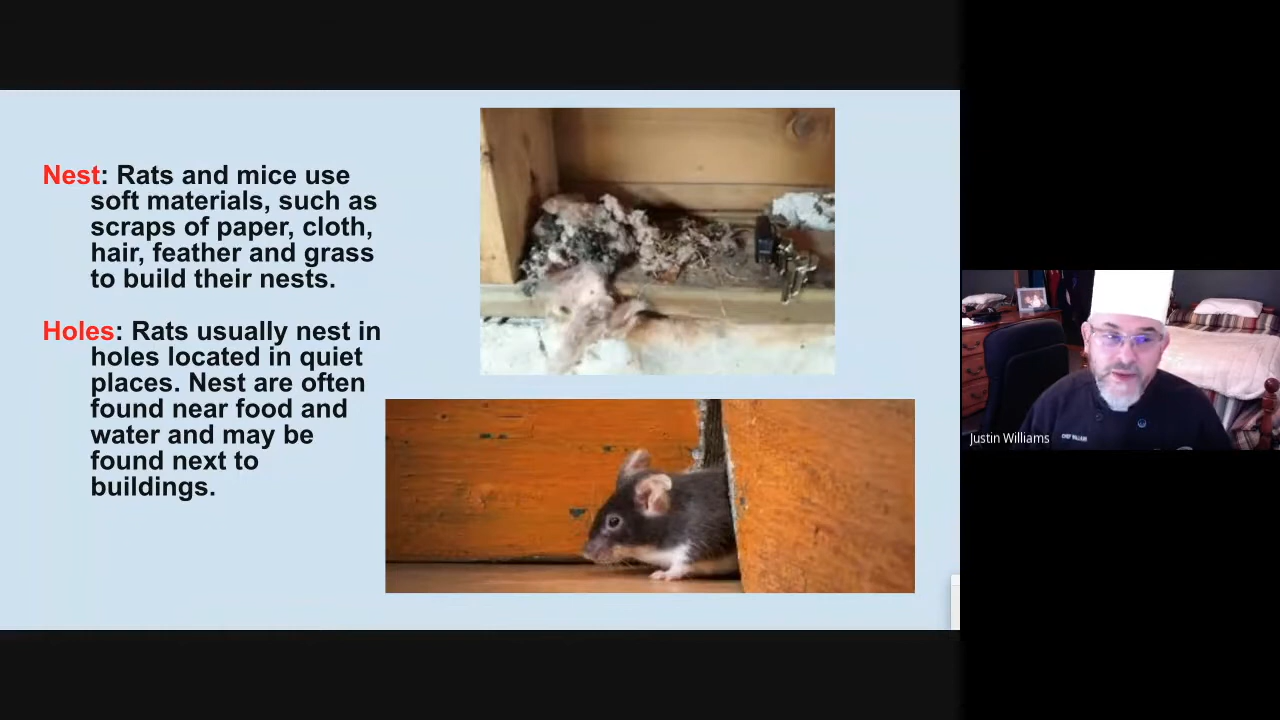 Nest: Rats and mice use
soft materials, such as
scraps of paper, cloth,
hair, feather and grass
to build their nests.
Holes: Rats usually nest in
holes located in quiet
places. Nest are often
found near food and
water and may be
found next to
buildings.
Justin Williams